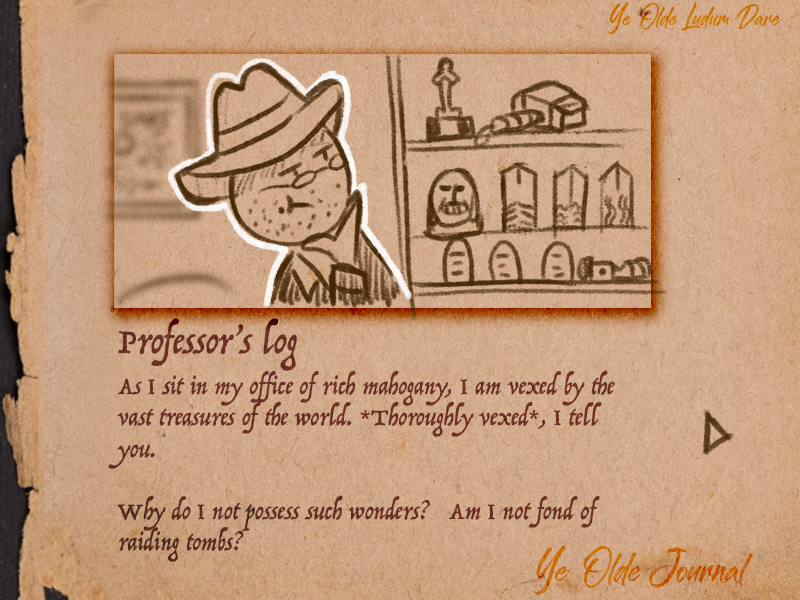 Ye Olde Ludum Dare
Professor's log
As I sit in my office of rich mahogany, I am vexed by the
vast treasures of the world. *Thoroughly vexed*, I tell
you.
Why do I not possess such wonders? Am I not fond of
raiding tombs?
Ye Olde Journal